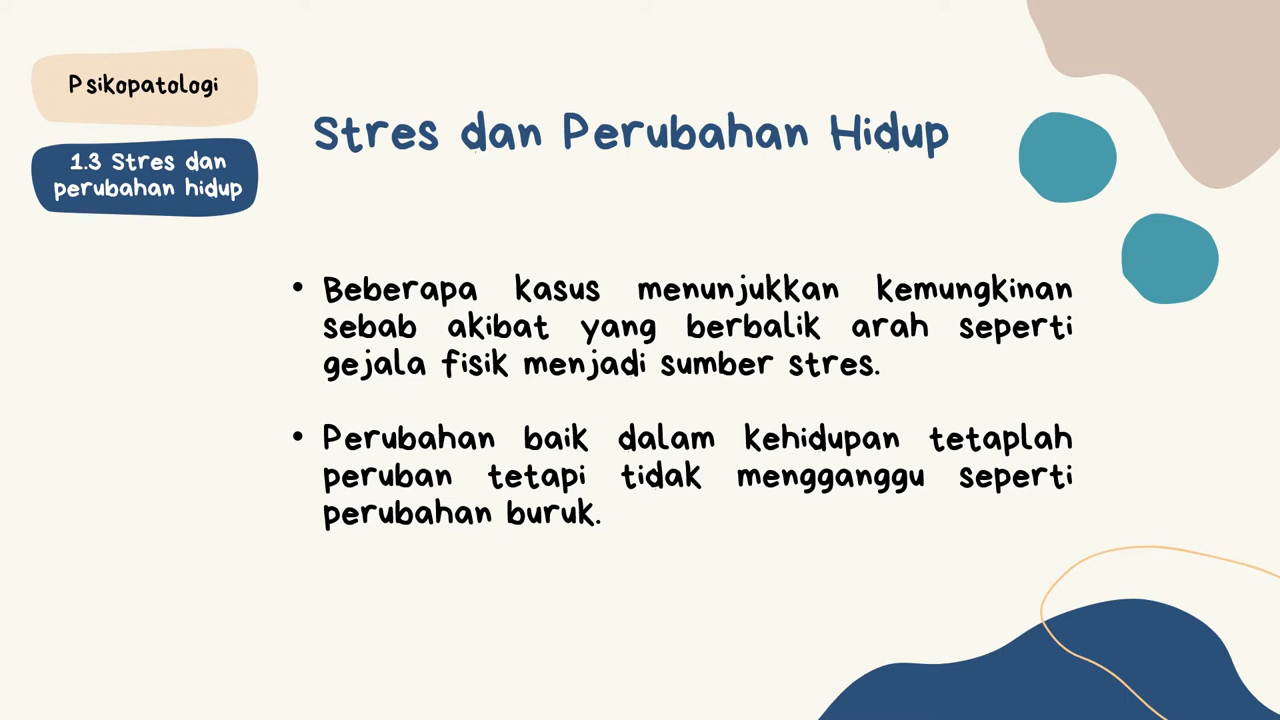 Psikopatologi
1.3 Stres dan
perubahan hidup
Stres dan Perubahan Hidup
• Beberapa kasus menunjukkan kemungkinan
sebab akibat yang berbalik arah seperti
gejala fisik menjadi sumber stres.
• Perubahan baik dalam kehidupan tetaplah
peruban tetapi tidak mengganggu seperti
perubahan buruk.